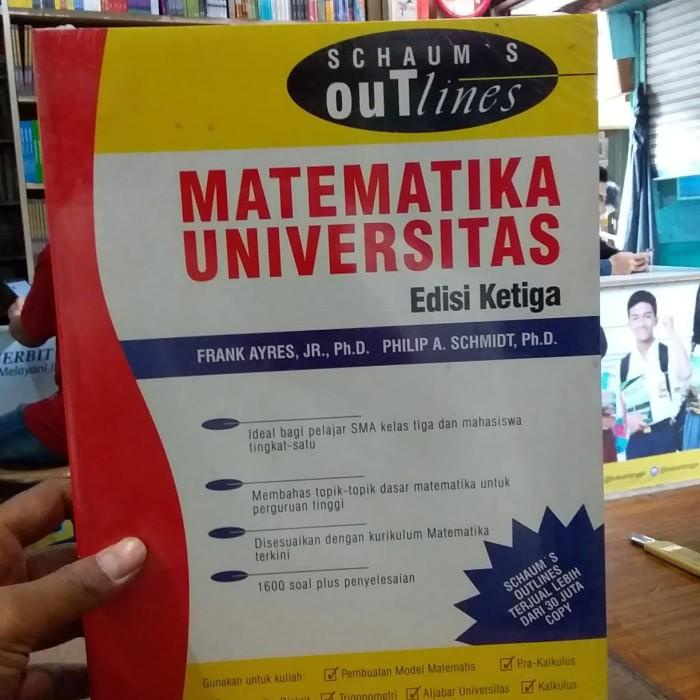 SCHAUM`S
ouTlines
MATEMATIKA
UNIVERSITAS
Edisi Ketiga
FRANK AYRES, JR., Ph.D. PHILIP A. SCHMIDT, Ph.D.
Ideal bagi pelajar SMA kelas tiga dan mahasiswa
tingkat-satu
Membahas topik-topik dasar matematika untuk
perguruan tinggi
Disesuaikan dengan kurikulum Matematika
terkini
1600 soal plus penyelesaian
SCHAUM`S
OUTLINES
TERJUAL LEBIH
DARI 30 JUTA
COPY
Gunakan untuk kuliah: Pembuatan Model Matematis Pra-Kalkulus
Trigonometri Aljabar Universitas Kalkulus
ERBIT
Melayani